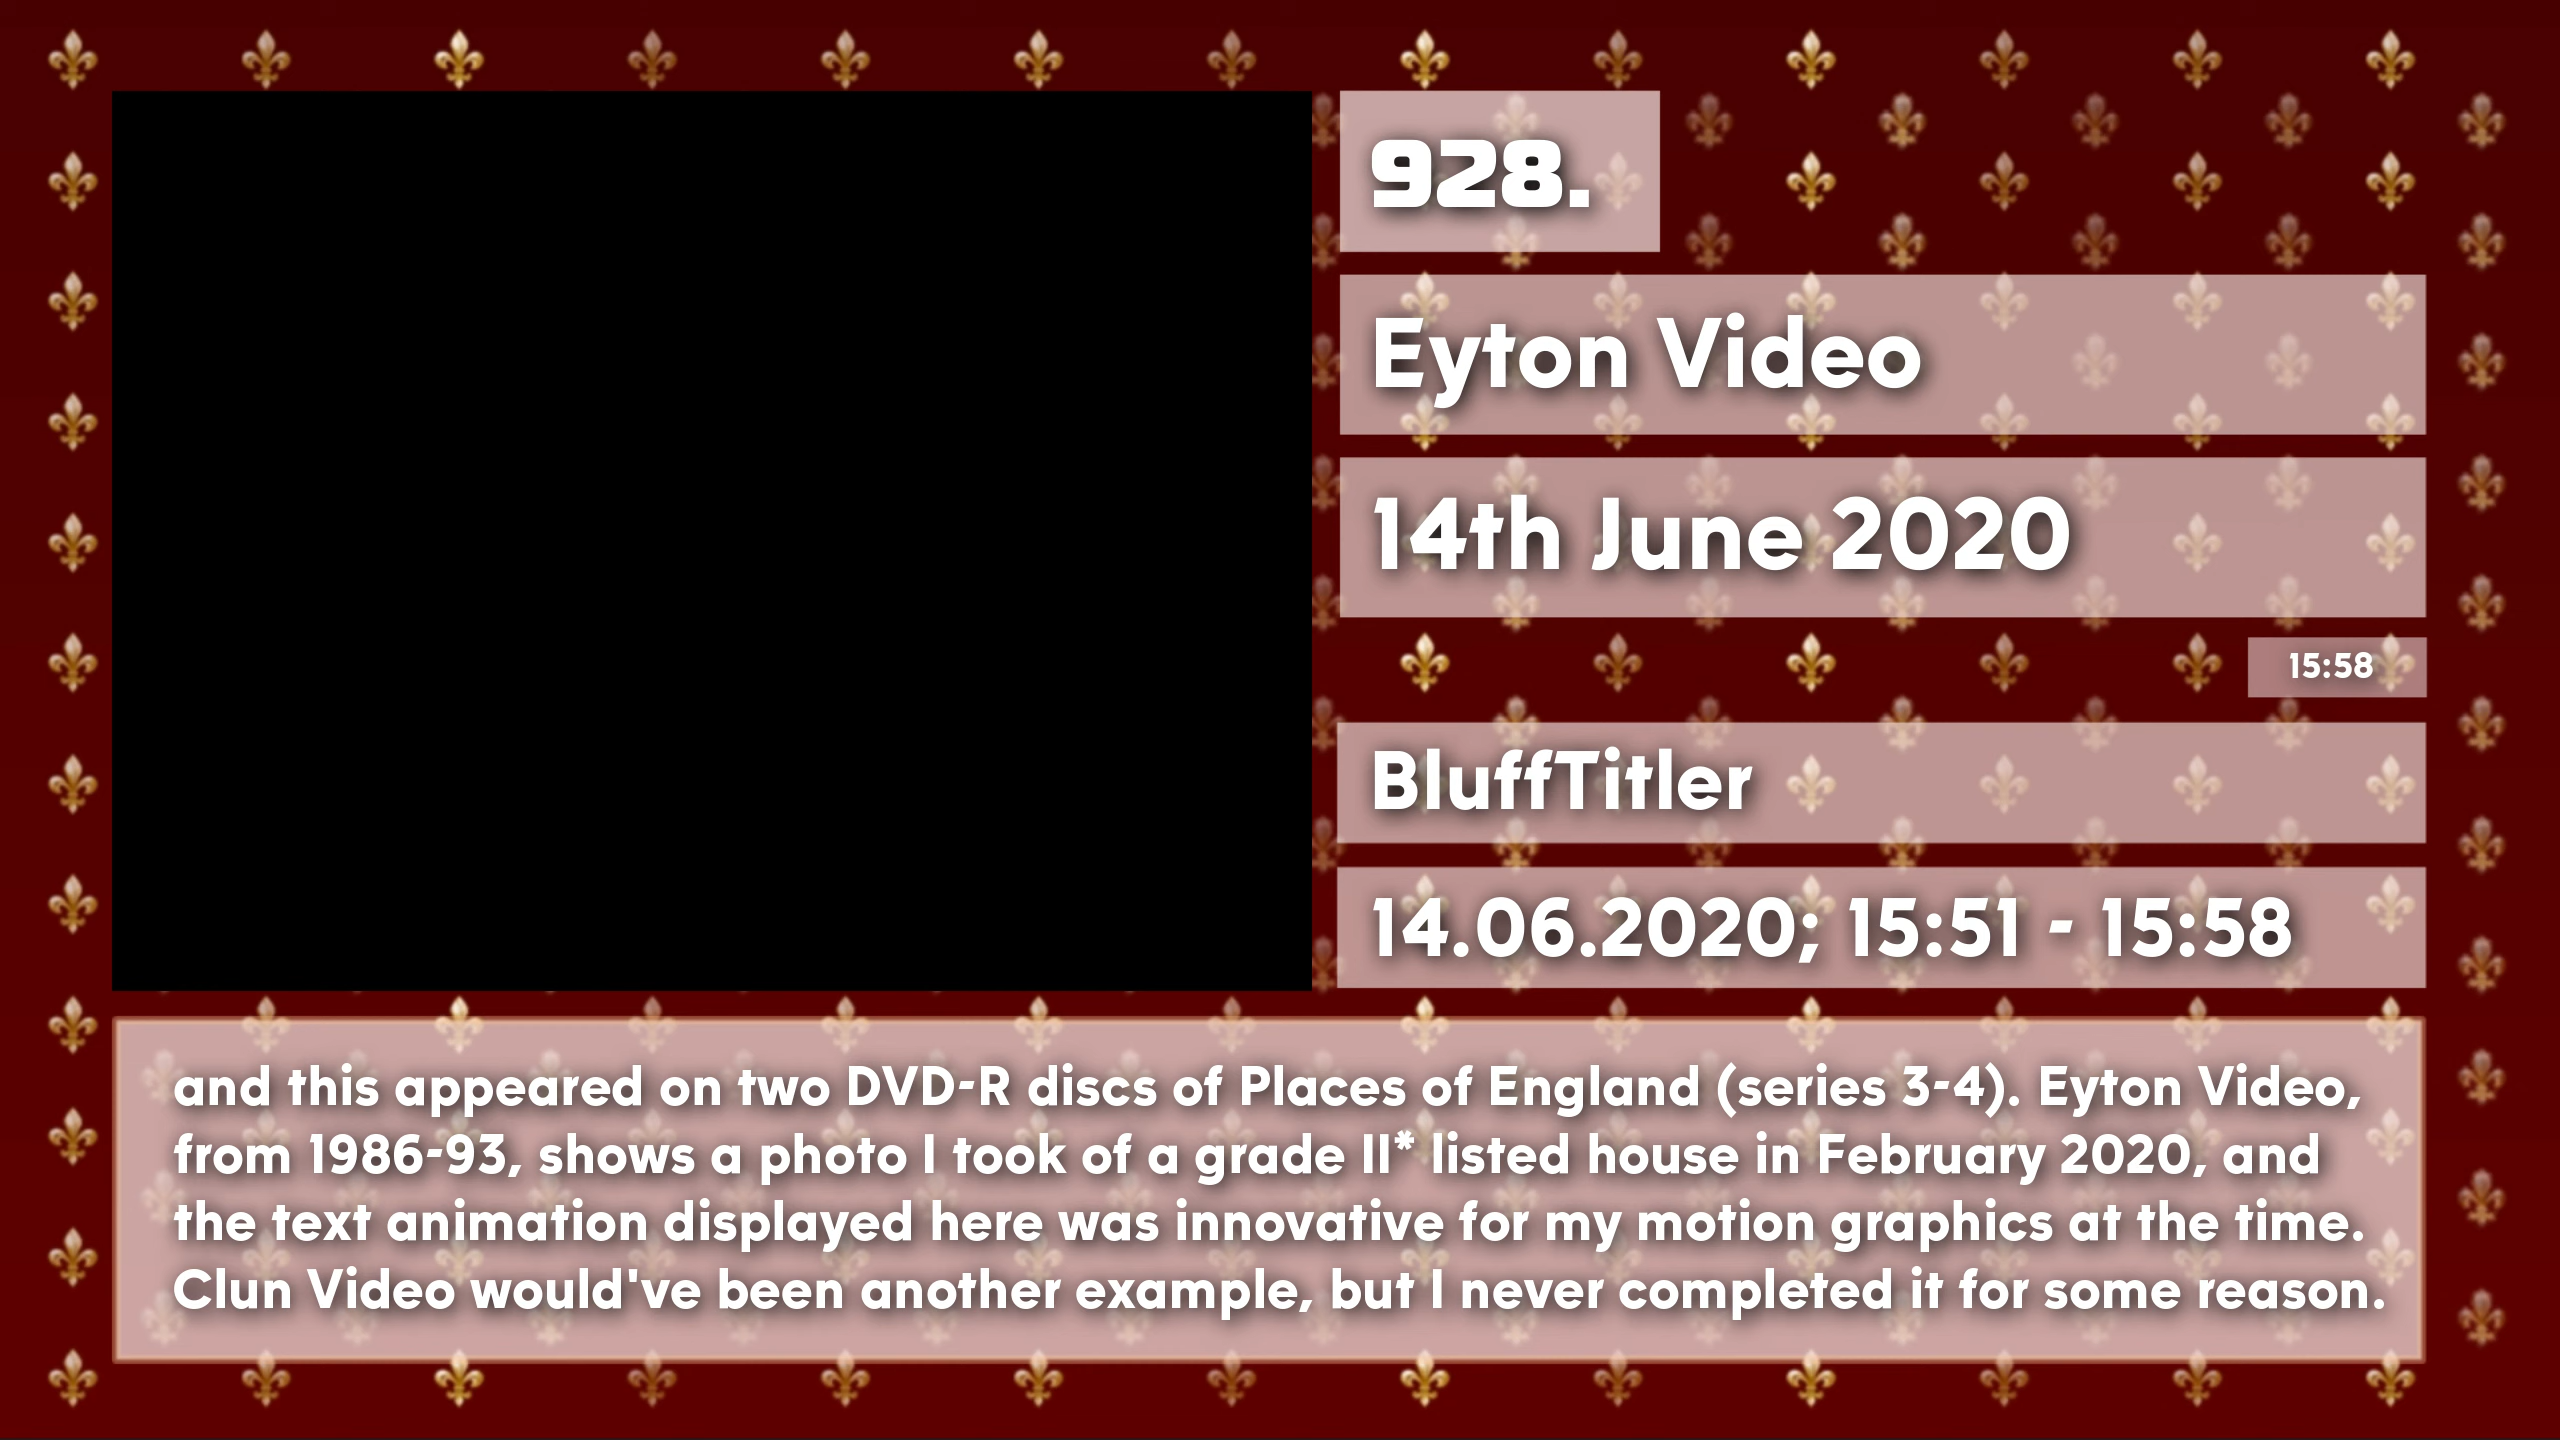 928.
Eyton Video
14th June 2020
15:58
BluffTitler
14.06.2020; 15:51 - 15:58
and this appeared on two DVD-R discs of Places of England (series 3-4). Eyton Video,
from 1986-93, shows a photo I took of a grade II* listed house in February 2020, and
the text animation displayed here was innovative for my motion graphics at the time.
Clun Video would've been another example, but I never completed it for some reason.